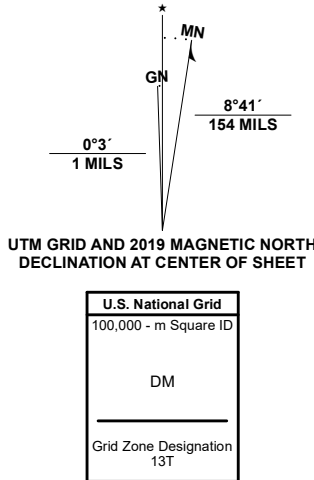 ★
MN
GN
8°41´
154 MILS
0°3´
1 MILS
UTM GRID AND 2019 MAGNETIC NORTH
DECLINATION AT CENTER OF SHEET
U.S. National Grid
100,000 - m Square ID
DM
Grid Zone Designation
13T